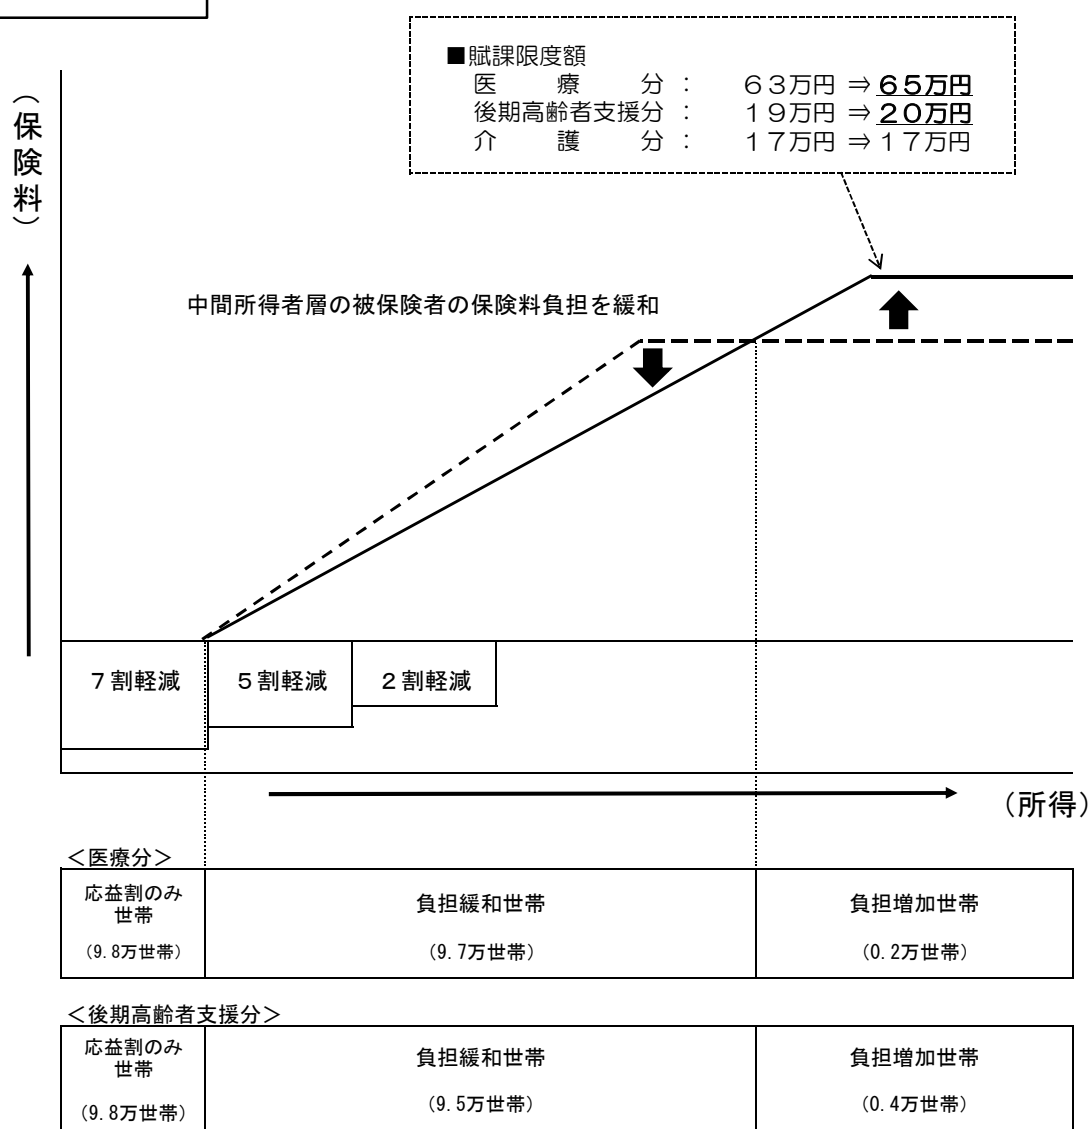 ■賦課限度額
医療分： ６３万円 ⇒ ６５万円
後期高齢者支援分： １９万円 ⇒ ２０万円
介護分： １７万円 ⇒ １７万円
（保険料）
中間所得者層の被保険者の保険料負担を緩和
７割軽減 ５割軽減 ２割軽減
（所得）
＜医療分＞
応益割のみ
世帯
（9.8万世帯）
負担緩和世帯
（9.7万世帯）
負担増加世帯
（0.2万世帯）
＜後期高齢者支援分＞
応益割のみ
世帯
（9.8万世帯）
負担緩和世帯
（9.5万世帯）
負担増加世帯
（0.4万世帯）